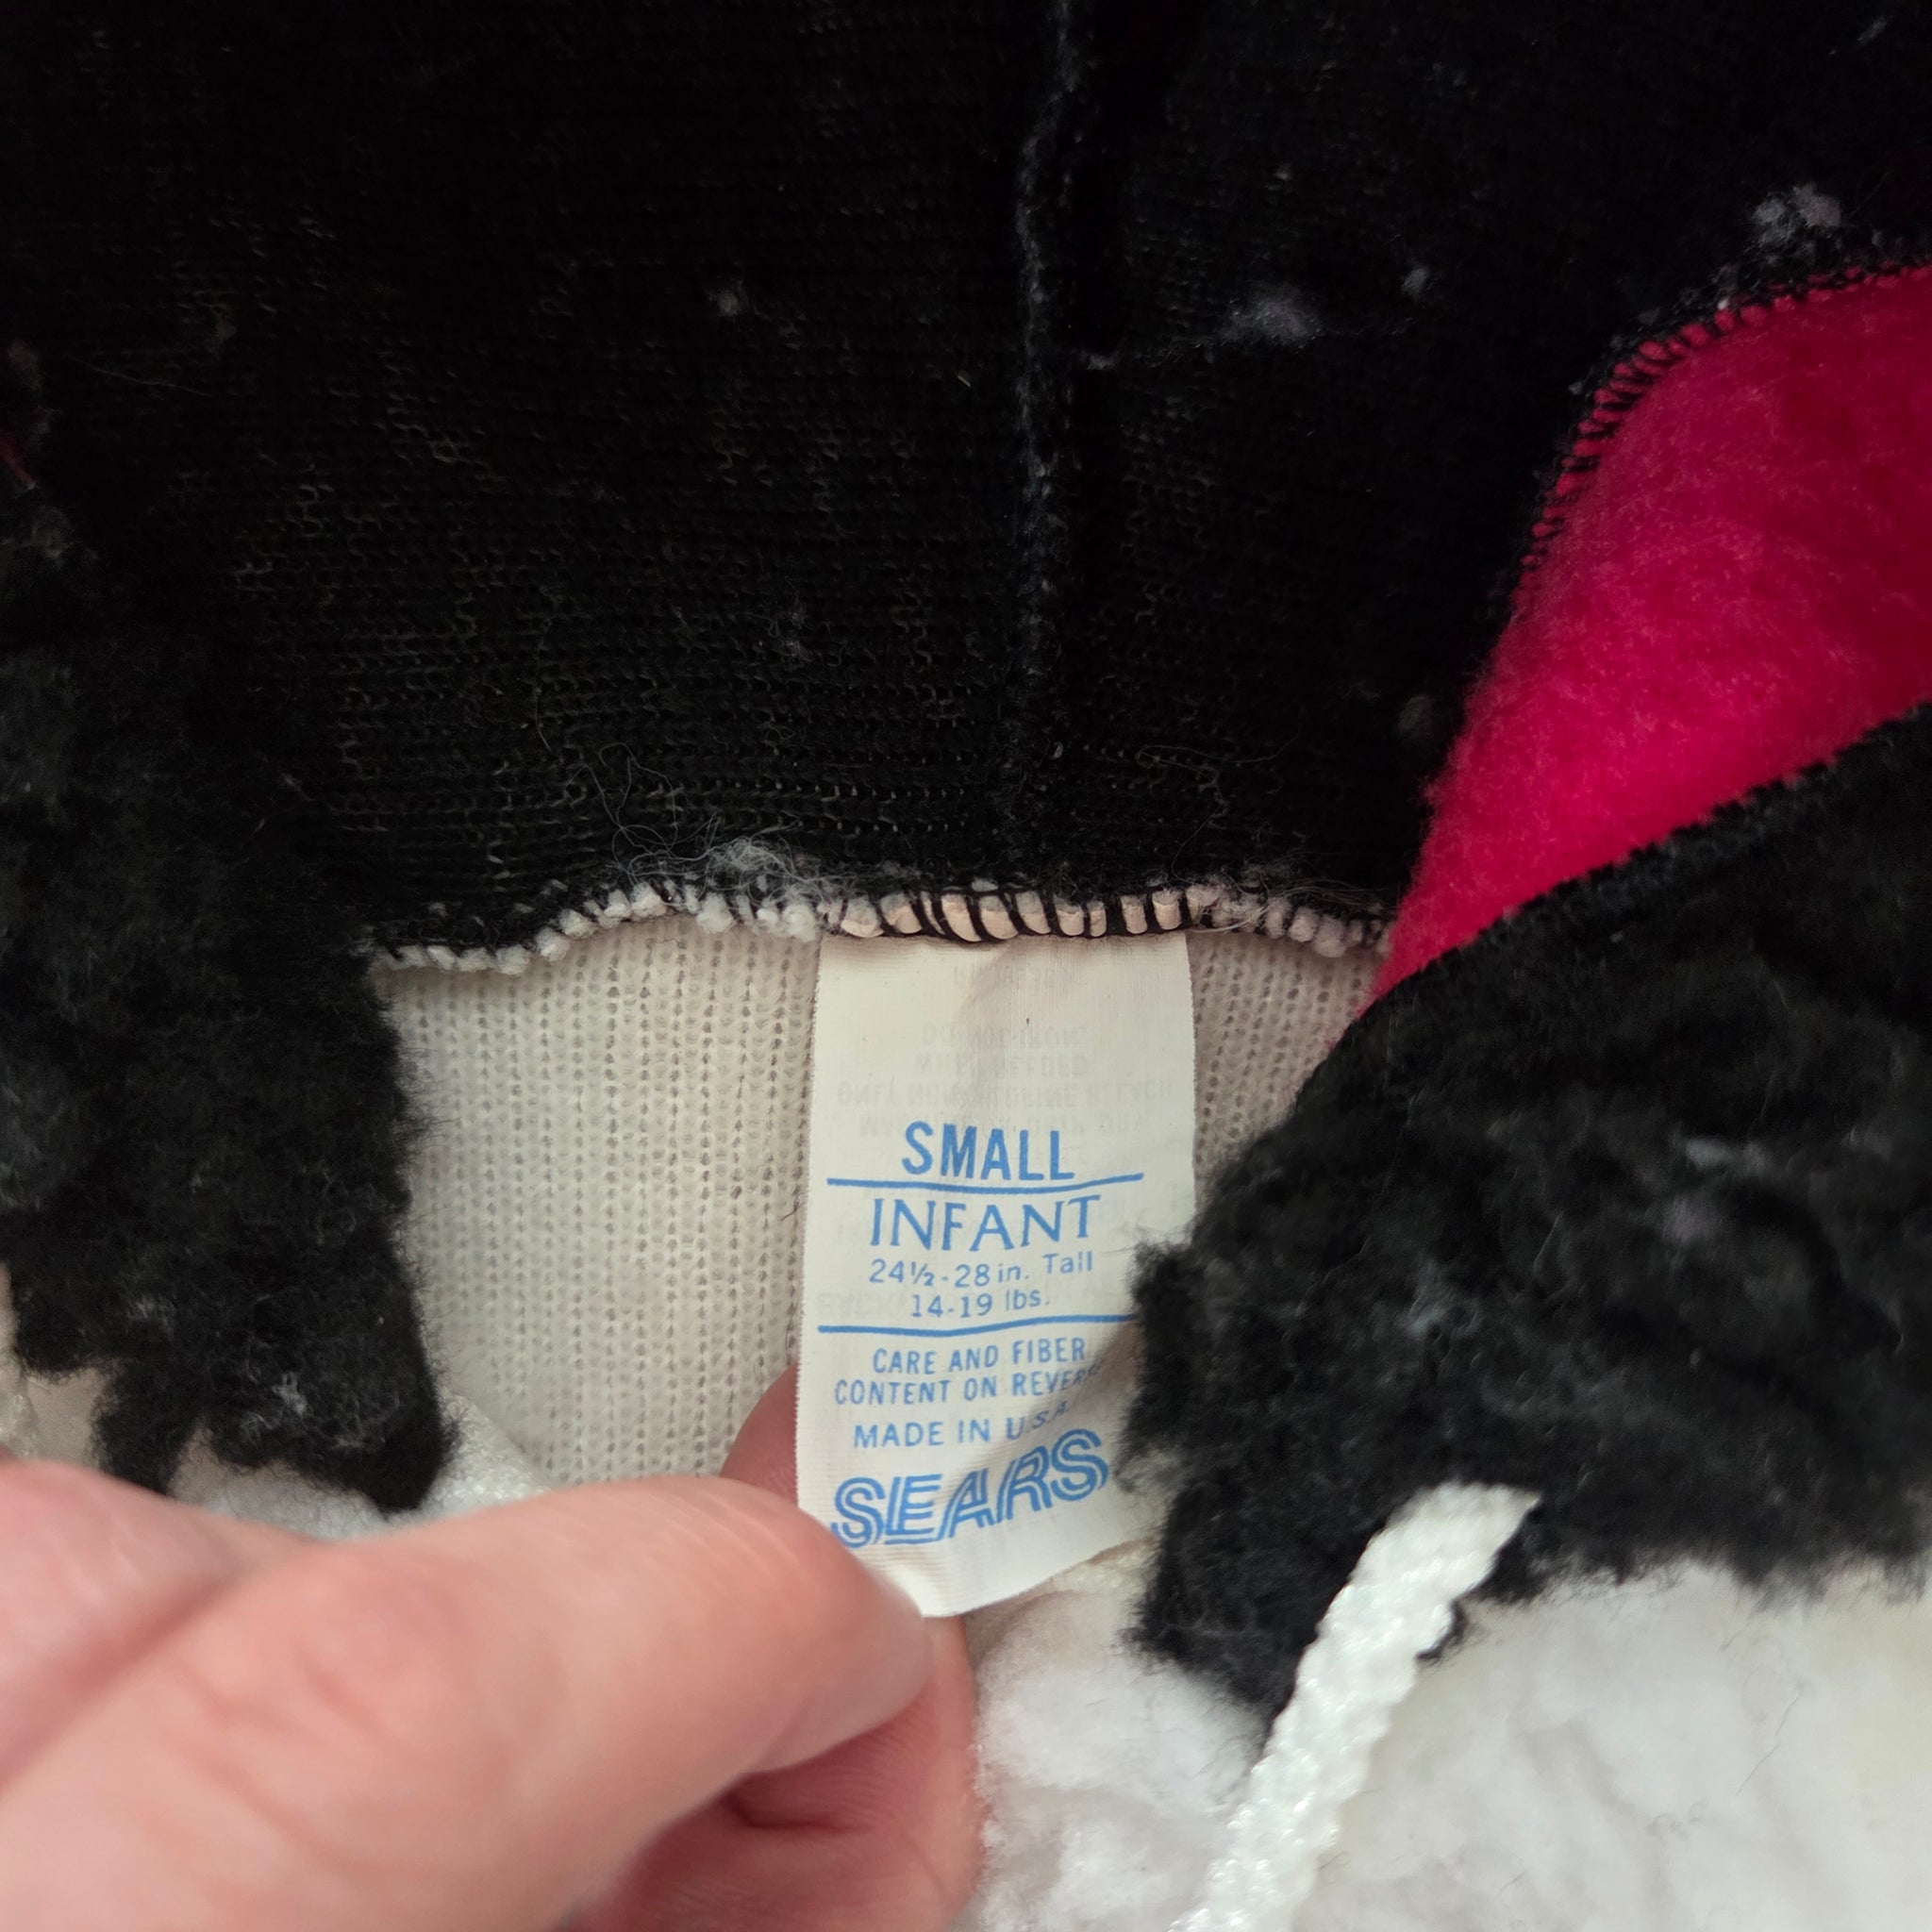 SMALL
INFANT
24½-28 in. Tall
14-19 lbs.
CARE AND FIBER
CONTENT ON REVERSE
MADE IN U.S.A.
SEARS